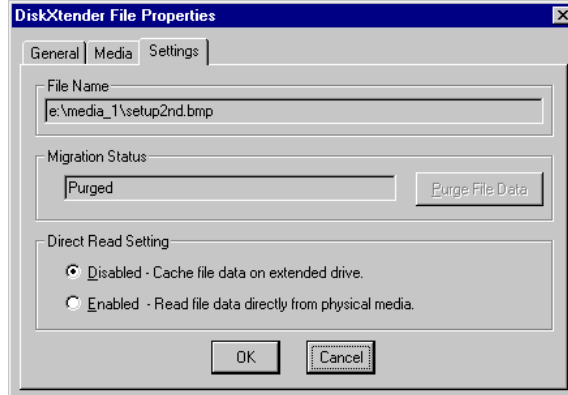 DiskXtender File Properties
General Media Settings
File Name
e:\media_1\setup2nd.bmp
Migration Status
Purged Purge File Data
Direct Read Setting
Disabled - Cache file data on extended drive.
Enabled - Read file data directly from physical media.
OK Cancel